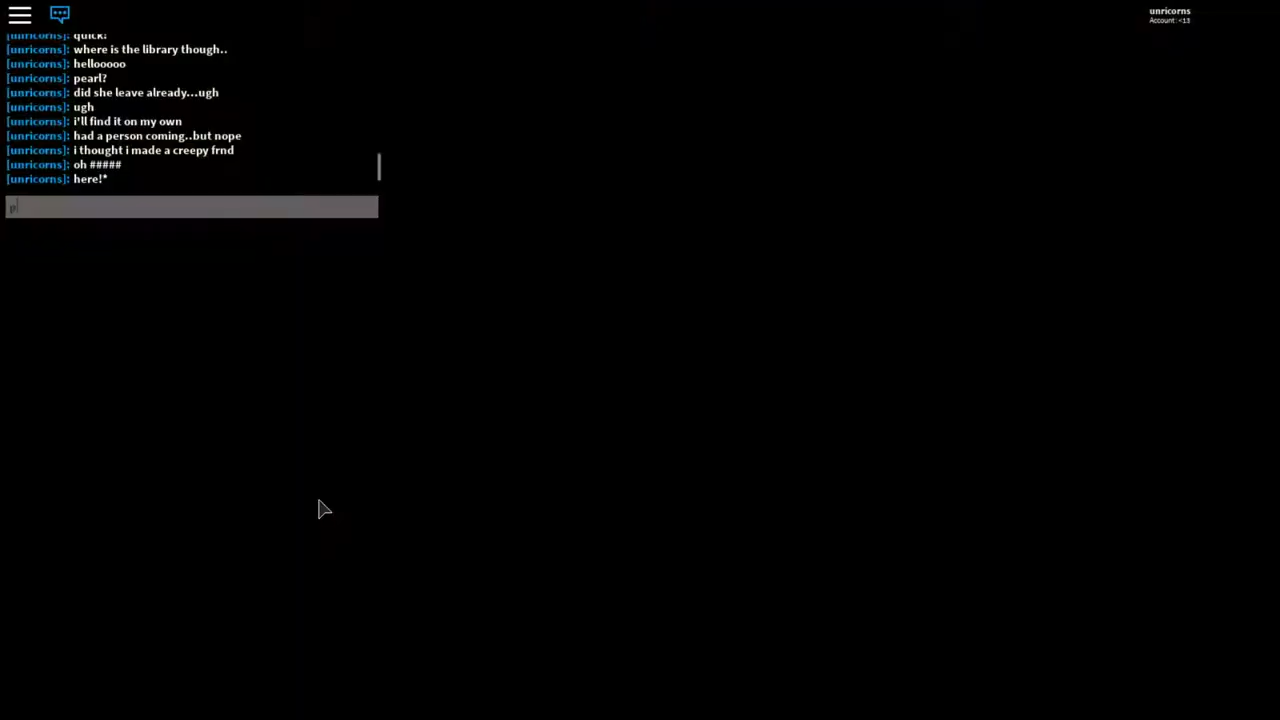 unricorns
Account: <13
[unricorns]: quick!
[unricorns]: where is the library though..
[unricorns]: hellooooo
[unricorns]: pearl?
[unricorns]: did she leave already...ugh
[unricorns]: ugh
[unricorns]: i'll find it on my own
[unricorns]: had a person coming..but nope
[unricorns]: i thought i made a creepy frnd
[unricorns]: oh #####
[unricorns]: here!*
p